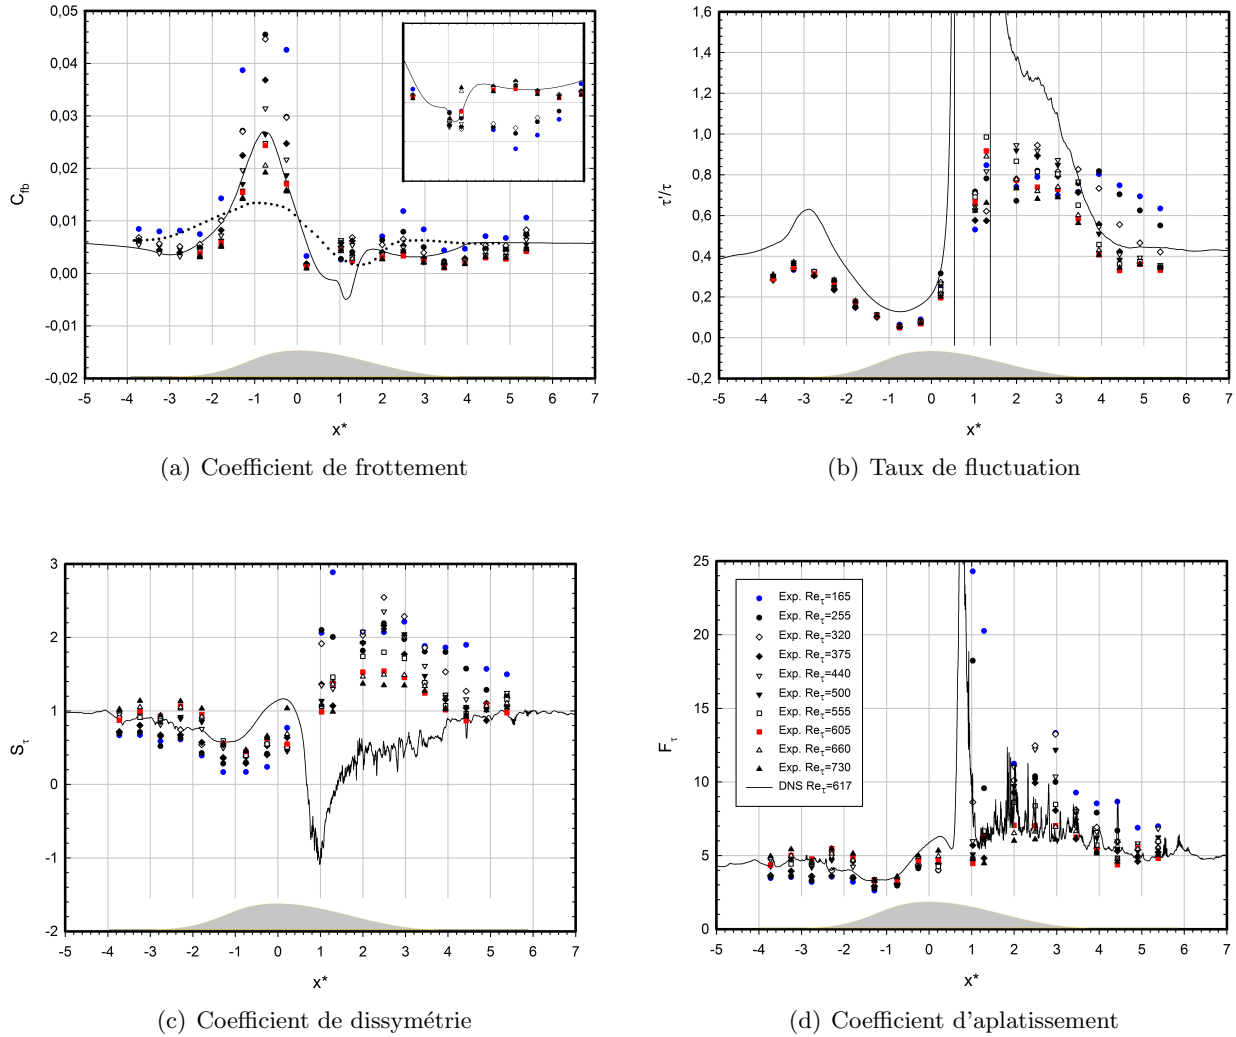 0,05
0,04
0,03
0,02
0,01
0,00
-0,01
-0,02
C_fb
-5 -4 -3 -2 -1 0 1 2 3 4 5 6 7
x*
(a) Coefficient de frottement
1,6
1,4
1,2
1,0
0,8
0,6
0,4
0,2
0,0
-0,2
τ'/τ
-5 -4 -3 -2 -1 0 1 2 3 4 5 6 7
x*
(b) Taux de fluctuation
3
2
1
0
-1
-2
S_τ
-5 -4 -3 -2 -1 0 1 2 3 4 5 6 7
x*
(c) Coefficient de dissymétrie
25
20
15
10
5
0
F_τ
Exp. Re_τ=165
Exp. Re_τ=255
Exp. Re_τ=320
Exp. Re_τ=375
Exp. Re_τ=440
Exp. Re_τ=500
Exp. Re_τ=555
Exp. Re_τ=605
Exp. Re_τ=660
Exp. Re_τ=730
DNS Re_τ=617
-5 -4 -3 -2 -1 0 1 2 3 4 5 6 7
x*
(d) Coefficient d'aplatissement